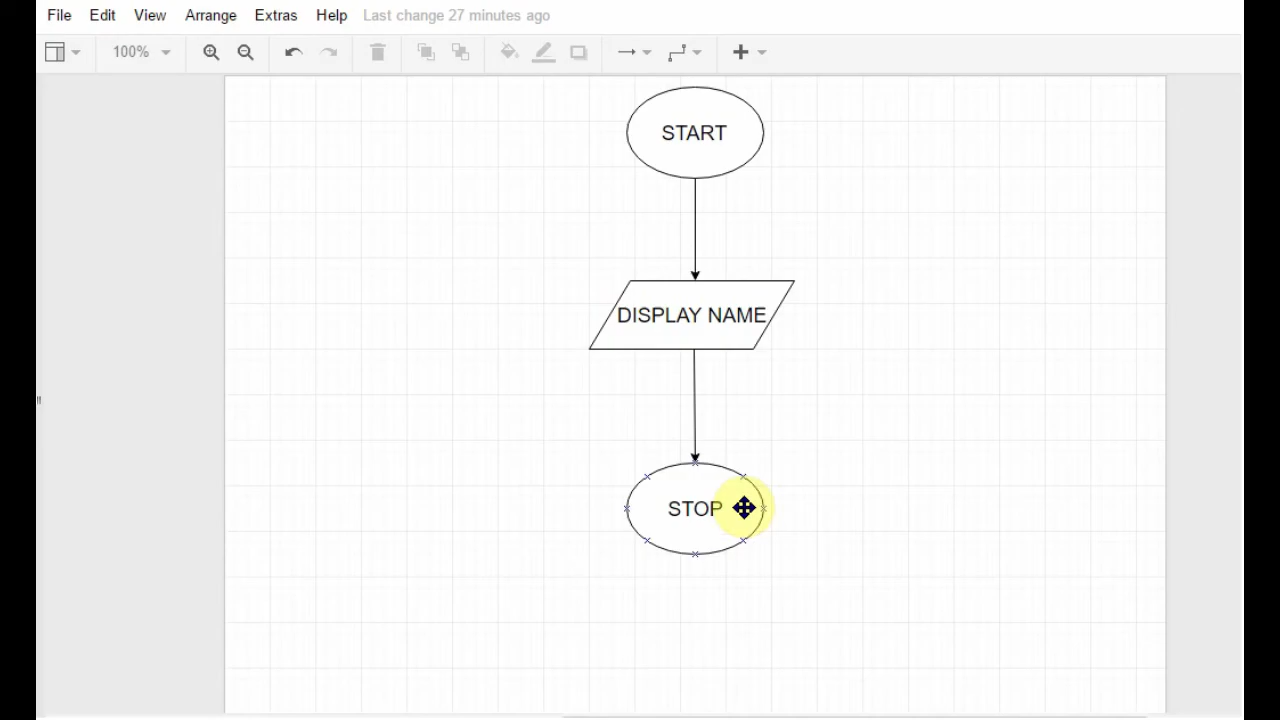 File Edit View Arrange Extras Help Last change 27 minutes ago
100%
START
DISPLAY NAME
STOP